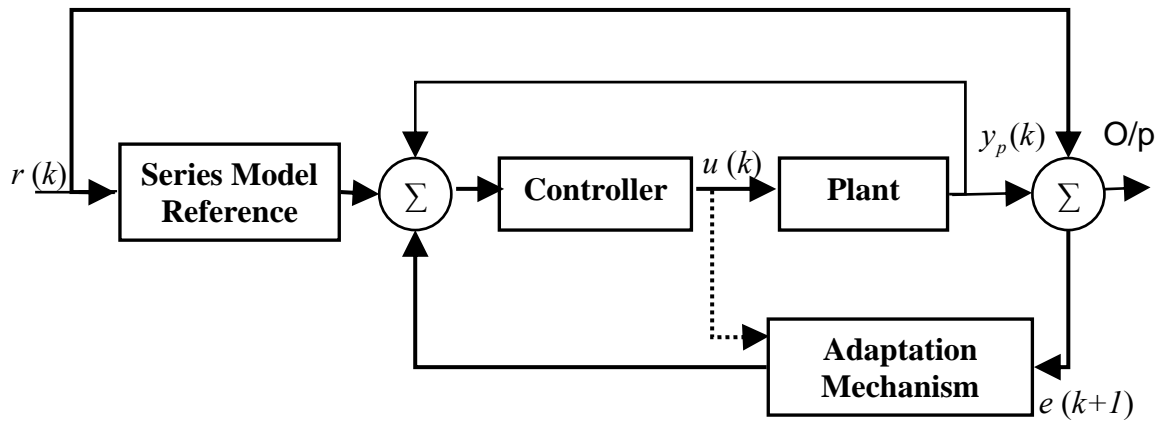 r (k)
Series Model
Reference
Σ
Controller
u (k)
Plant
y_p(k)
Σ
O/p
Adaptation
Mechanism
e (k+1)